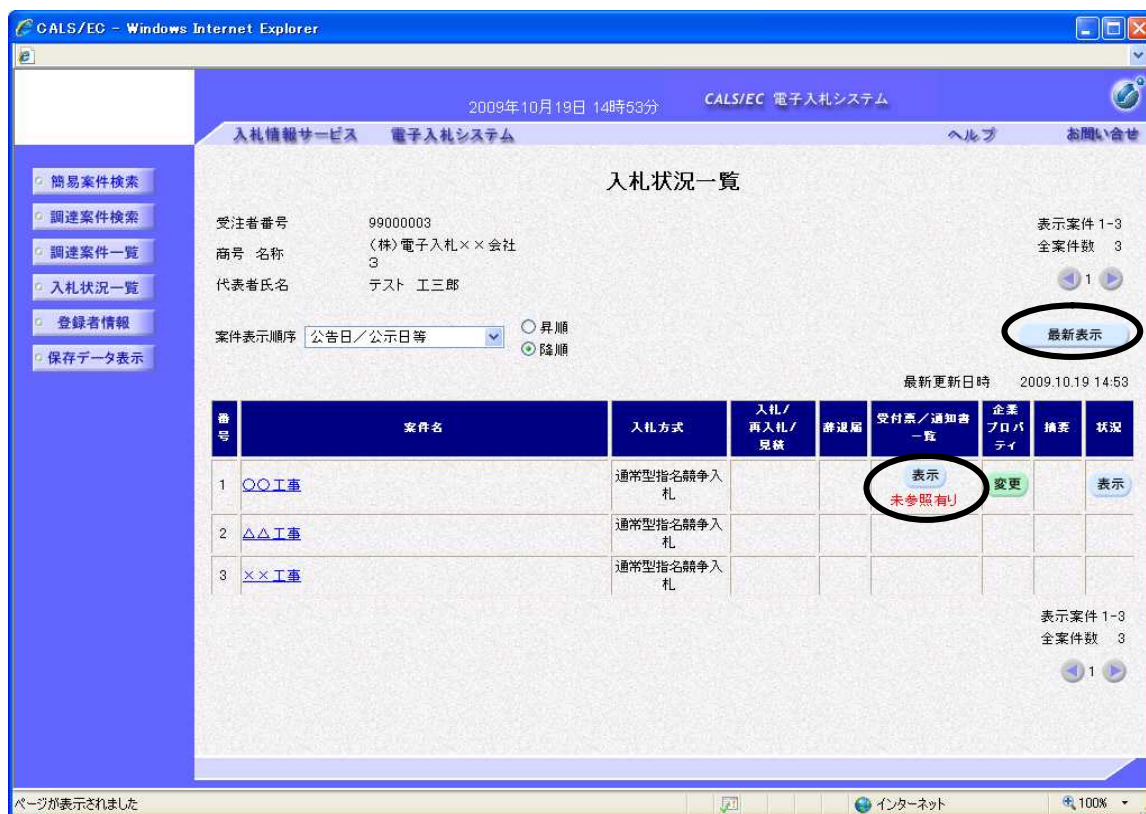 CALS/EC - Windows Internet Explorer
2009年10月19日 14時53分
CALS/EC 電子入札システム
入札情報サービス
電子入札システム
ヘルプ
お問い合せ
簡易案件検索
調達案件検索
調達案件一覧
入札状況一覧
登録者情報
保存データ表示
入札状況一覧
受注者番号 99000003
商号 名称 (株)電子入札××会社
3
代表者氏名 テスト 工三郎
表示案件 1-3
全案件数 3
1
案件表示順序 公告日／公示日等
昇順
降順
最新表示
最新更新日時 2009.10.19 14:53
番
号
案件名
入札方式
入札/
再入札/
見積
辞退届
受付票／通知書
一覧
企業
プロパ
ティ
摘要
状況
1 〇〇工事 通常型指名競争入
札
表示
未参照有り
変更
表示
2 △△工事 通常型指名競争入
札
3 ××工事 通常型指名競争入
札
表示案件 1-3
全案件数 3
1
ページが表示されました
インターネット
100%